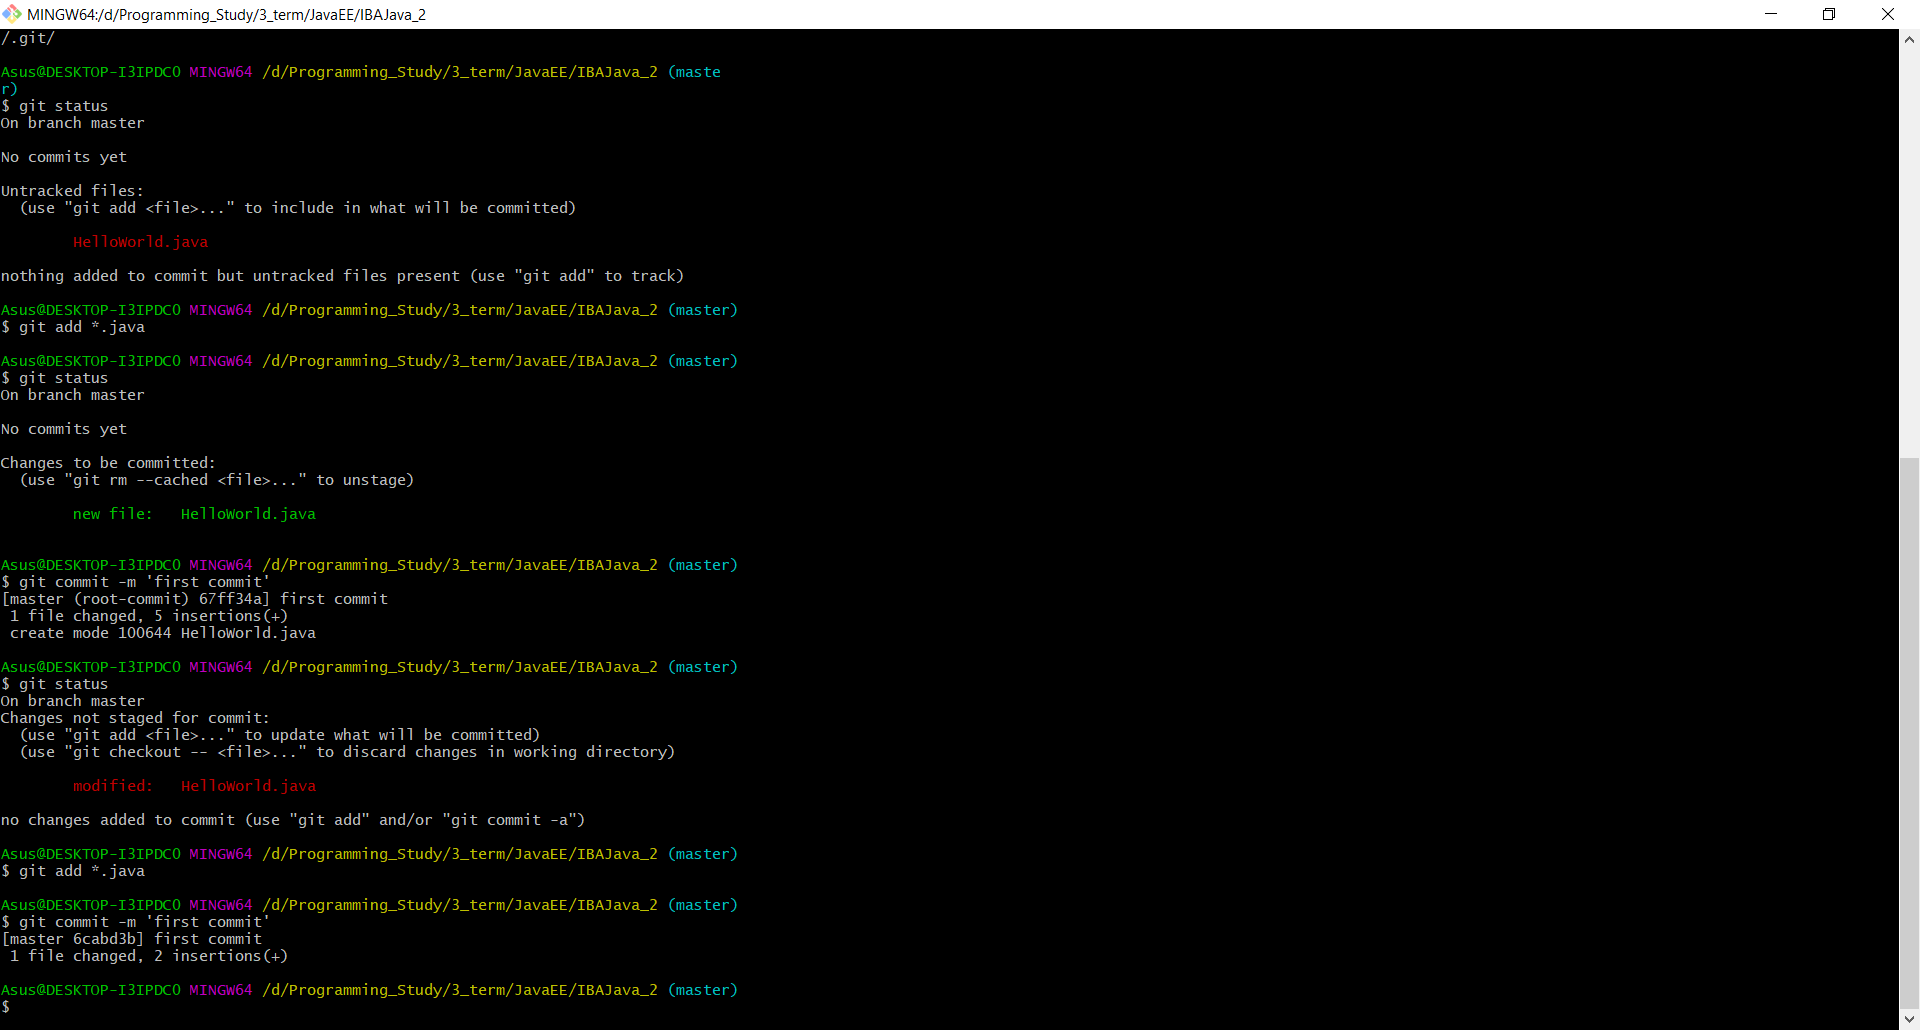 MINGW64:/d/Programming_Study/3_term/JavaEE/IBAJava_2
/.git/
Asus@DESKTOP-I3IPDC0 MINGW64 /d/Programming_Study/3_term/JavaEE/IBAJava_2 (maste
r)
$ git status
On branch master
No commits yet
Untracked files:
  (use "git add <file>..." to include in what will be committed)
        HelloWorld.java
nothing added to commit but untracked files present (use "git add" to track)
Asus@DESKTOP-I3IPDC0 MINGW64 /d/Programming_Study/3_term/JavaEE/IBAJava_2 (master)
$ git add *.java
Asus@DESKTOP-I3IPDC0 MINGW64 /d/Programming_Study/3_term/JavaEE/IBAJava_2 (master)
$ git status
On branch master
No commits yet
Changes to be committed:
  (use "git rm --cached <file>..." to unstage)
        new file:   HelloWorld.java
Asus@DESKTOP-I3IPDC0 MINGW64 /d/Programming_Study/3_term/JavaEE/IBAJava_2 (master)
$ git commit -m 'first commit'
[master (root-commit) 67ff34a] first commit
 1 file changed, 5 insertions(+)
 create mode 100644 HelloWorld.java
Asus@DESKTOP-I3IPDC0 MINGW64 /d/Programming_Study/3_term/JavaEE/IBAJava_2 (master)
$ git status
On branch master
Changes not staged for commit:
  (use "git add <file>..." to update what will be committed)
  (use "git checkout -- <file>..." to discard changes in working directory)
        modified:   HelloWorld.java
no changes added to commit (use "git add" and/or "git commit -a")
Asus@DESKTOP-I3IPDC0 MINGW64 /d/Programming_Study/3_term/JavaEE/IBAJava_2 (master)
$ git add *.java
Asus@DESKTOP-I3IPDC0 MINGW64 /d/Programming_Study/3_term/JavaEE/IBAJava_2 (master)
$ git commit -m 'first commit'
[master 6cabd3b] first commit
 1 file changed, 2 insertions(+)
Asus@DESKTOP-I3IPDC0 MINGW64 /d/Programming_Study/3_term/JavaEE/IBAJava_2 (master)
$